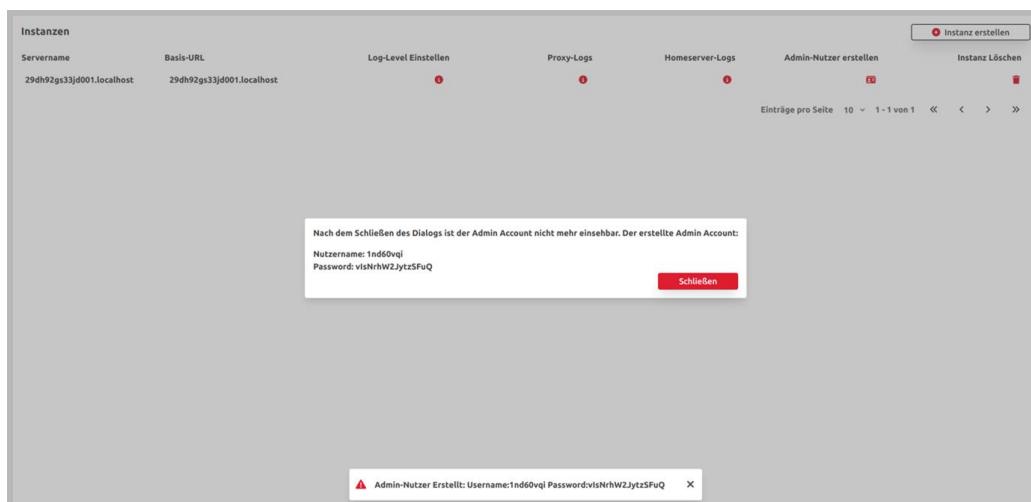 Instanzen
Instanz erstellen
Servername Basis-URL Log-Level Einstellen Proxy-Logs Homeserver-Logs Admin-Nutzer erstellen Instanz Löschen
29dh92gs33jd001.localhost 29dh92gs33jd001.localhost
Einträge pro Seite 10 1 - 1 von 1
Nach dem Schließen des Dialogs ist der Admin Account nicht mehr einsehbar. Der erstellte Admin Account:
Nutzername: 1nd60vqi
Password: vIsNrhW2JytzSFuQ
Schließen
Admin-Nutzer Erstellt: Username:1nd60vqi Password:vIsNrhW2JytzSFuQ